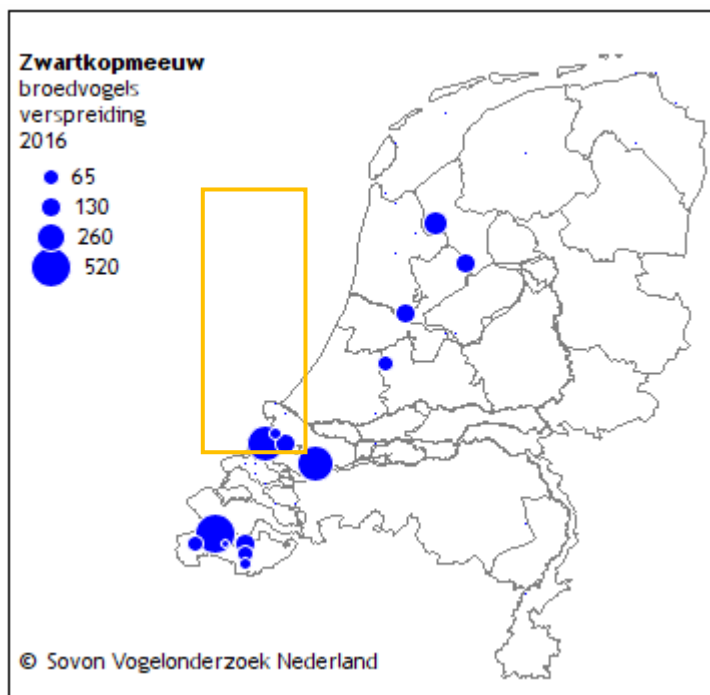 Zwartkopmeeuw
broedvogels
verspreiding
2016
65
130
260
520
© Sovon Vogelonderzoek Nederland